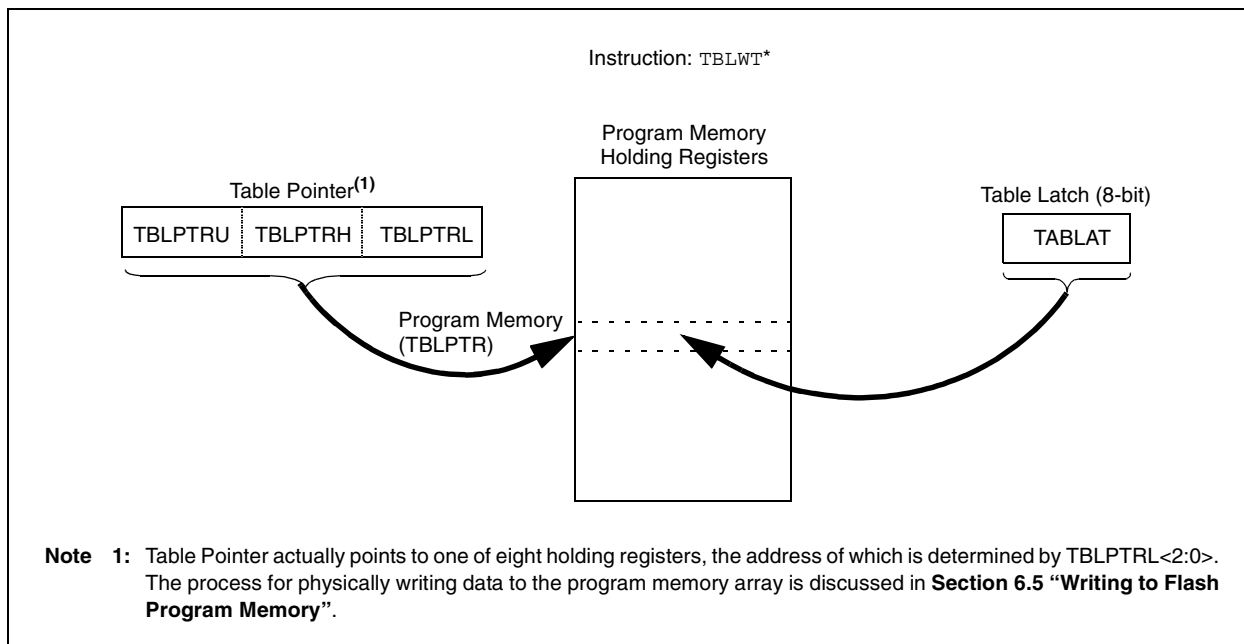 Instruction: TBLWT*
Program Memory
Holding Registers
Table Pointer(1)
Table Latch (8-bit)
TBLPTRU TBLPTRH TBLPTRL
TABLAT
Program Memory
(TBLPTR)
Note 1: Table Pointer actually points to one of eight holding registers, the address of which is determined by TBLPTRL<2:0>.
The process for physically writing data to the program memory array is discussed in Section 6.5 “Writing to Flash
Program Memory”.